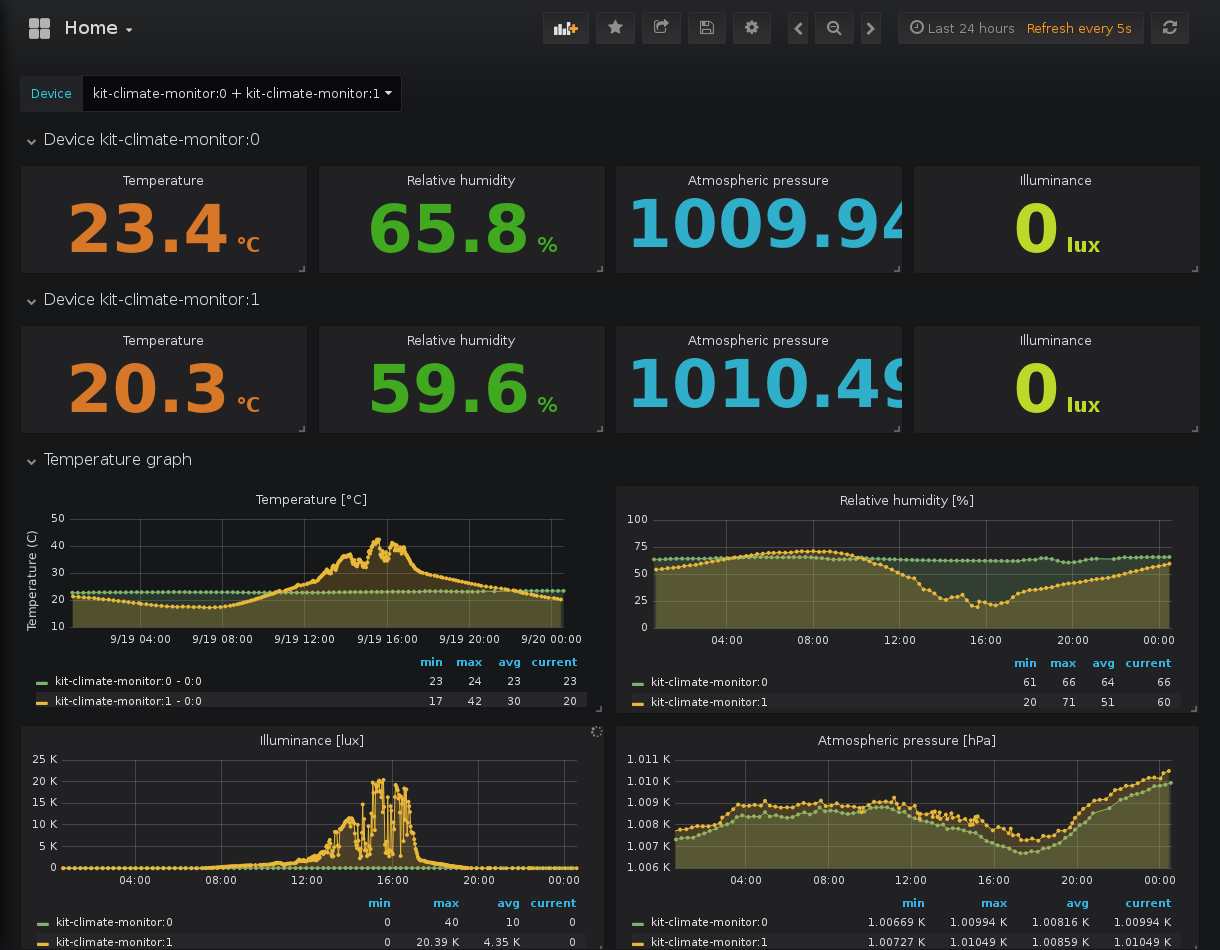 Home
Last 24 hours Refresh every 5s
Device kit-climate-monitor:0 + kit-climate-monitor:1
Device kit-climate-monitor:0
Temperature Relative humidity Atmospheric pressure Illuminance
23.4 °C 65.8 % 1009.94 0 lux
Device kit-climate-monitor:1
Temperature Relative humidity Atmospheric pressure Illuminance
20.3 °C 59.6 % 1010.49 0 lux
Temperature graph
Temperature [°C]
Temperature (C)
50
40
30
20
10
9/19 04:00 9/19 08:00 9/19 12:00 9/19 16:00 9/19 20:00 9/20 00:00
min max avg current
kit-climate-monitor:0 - 0:0 23 24 23 23
kit-climate-monitor:1 - 0:0 17 42 30 20
Relative humidity [%]
100
75
50
25
0
04:00 08:00 12:00 16:00 20:00 00:00
min max avg current
kit-climate-monitor:0 61 66 64 66
kit-climate-monitor:1 20 71 51 60
Illuminance [lux]
25 K
20 K
15 K
10 K
5 K
0
04:00 08:00 12:00 16:00 20:00 00:00
min max avg current
kit-climate-monitor:0 0 40 10 0
kit-climate-monitor:1 0 20.39 K 4.35 K 0
Atmospheric pressure [hPa]
1.011 K
1.010 K
1.009 K
1.008 K
1.007 K
1.006 K
04:00 08:00 12:00 16:00 20:00 00:00
min max avg current
kit-climate-monitor:0 1.00669 K 1.00994 K 1.00816 K 1.00994 K
kit-climate-monitor:1 1.00727 K 1.01049 K 1.00859 K 1.01049 K